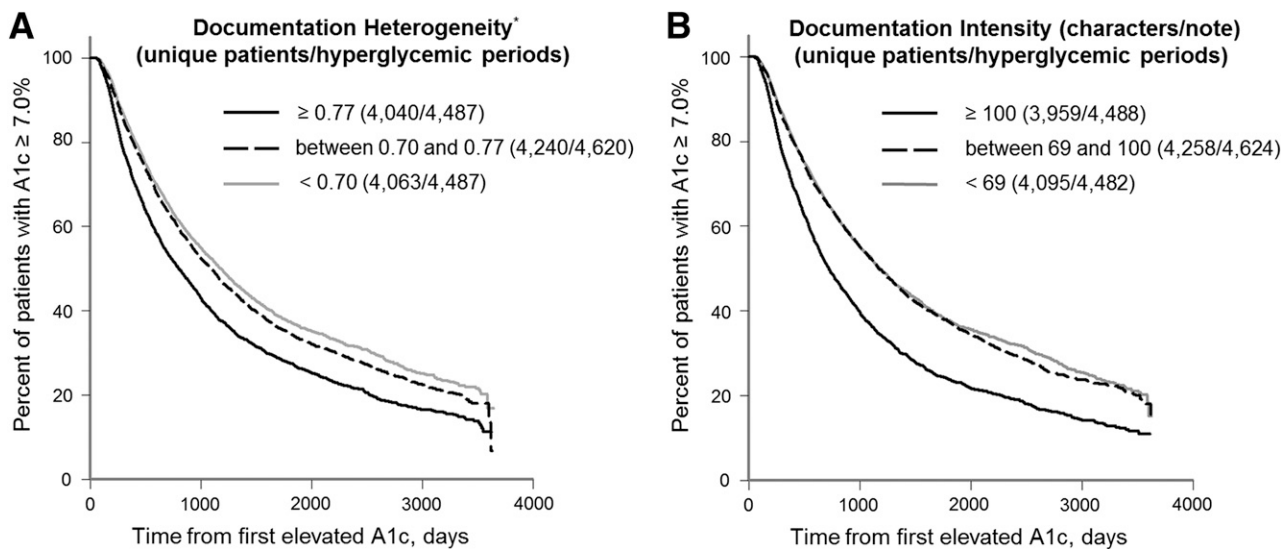 A
Documentation Heterogeneity*
(unique patients/hyperglycemic periods)
≥ 0.77 (4,040/4,487)
between 0.70 and 0.77 (4,240/4,620)
< 0.70 (4,063/4,487)
Percent of patients with A1c ≥ 7.0%
100
80
60
40
20
0
0 1000 2000 3000 4000
Time from first elevated A1c, days
B
Documentation Intensity (characters/note)
(unique patients/hyperglycemic periods)
≥ 100 (3,959/4,488)
between 69 and 100 (4,258/4,624)
< 69 (4,095/4,482)
Percent of patients with A1c ≥ 7.0%
100
80
60
40
20
0
0 1000 2000 3000 4000
Time from first elevated A1c, days